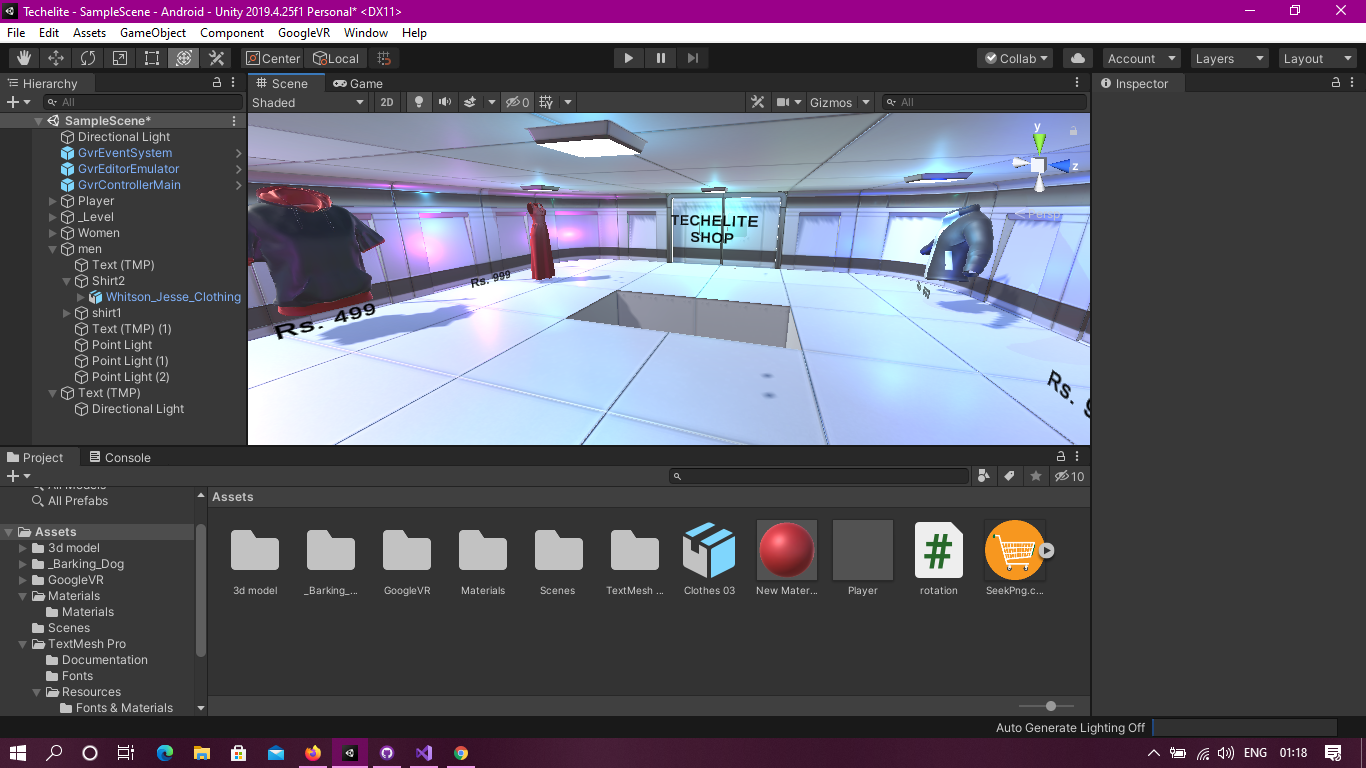 Techelite - SampleScene - Android - Unity 2019.4.25f1 Personal* <DX11>
File Edit Assets GameObject Component GoogleVR Window Help
Center Local Collab Account Layers Layout
Hierarchy Scene Game Inspector
All Shaded 2D 0 Gizmos All
SampleScene*
Directional Light
GvrEventSystem
GvrEditorEmulator
GvrControllerMain
Player
_Level
Women
men
Text (TMP)
Shirt2
Whitson_Jesse_Clothing
shirt1
Text (TMP) (1)
Point Light
Point Light (1)
Point Light (2)
Text (TMP)
Directional Light
y
z
Persp
TECHELITE
SHOP
Rs. 999
Rs. 499
Project Console
10
All Models
All Prefabs
Assets
3d model
_Barking_Dog
GoogleVR
Materials
Materials
Scenes
TextMesh Pro
Documentation
Fonts
Resources
Fonts & Materials
Assets
3d model _Barking_... GoogleVR Materials Scenes TextMesh ... Clothes 03 New Mater... Player rotation SeekPng.c...
#
Auto Generate Lighting Off
ENG 01:18